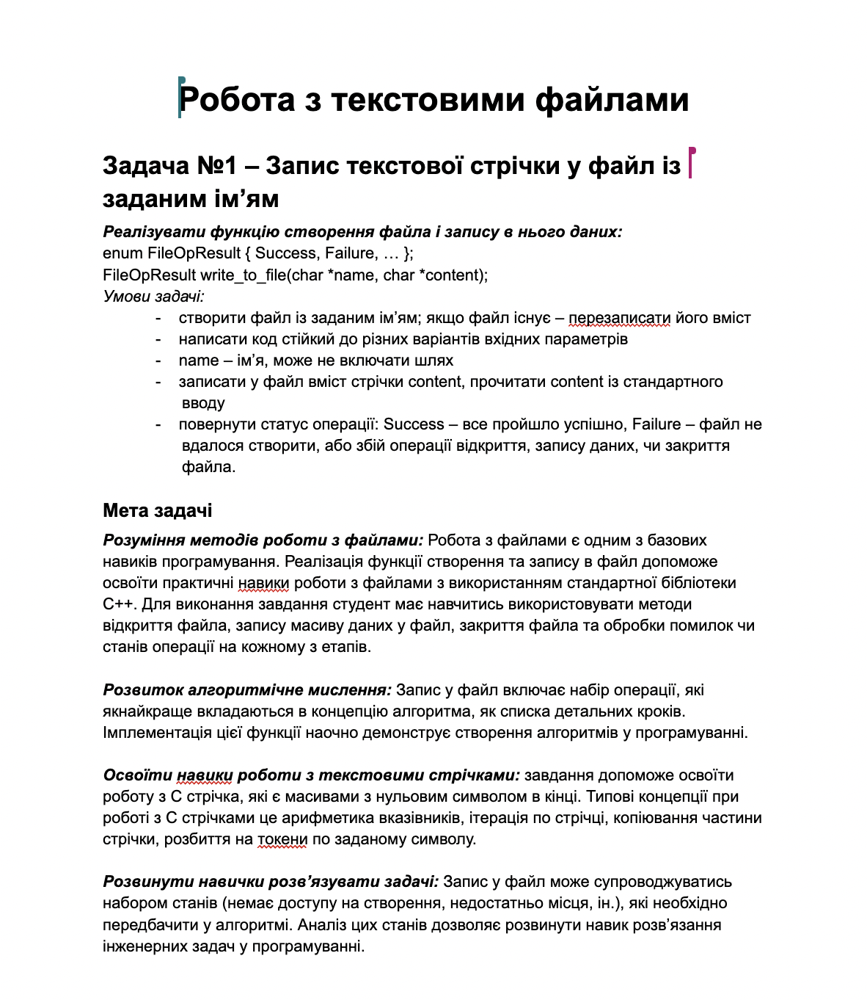 Робота з текстовими файлами
Задача №1 – Запис текстової стрічки у файл із
заданим ім’ям
Реалізувати функцію створення файла і запису в нього даних:
enum FileOpResult { Success, Failure, … };
FileOpResult write_to_file(char *name, char *content);
Умови задачі:
- створити файл із заданим ім’ям; якщо файл існує – перезаписати його вміст
- написати код стійкий до різних варіантів вхідних параметрів
- name – ім’я, може не включати шлях
- записати у файл вміст стрічки content, прочитати content із стандартного
вводу
- повернути статус операції: Success – все пройшло успішно, Failure – файл не
вдалося створити, або збій операції відкриття, запису даних, чи закриття
файла.
Мета задачі
Розуміння методів роботи з файлами: Робота з файлами є одним з базових
навиків програмування. Реалізація функції створення та запису в файл допоможе
освоїти практичні навики роботи з файлами з використанням стандартної бібліотеки
C++. Для виконання завдання студент має навчитись використовувати методи
відкриття файла, запису масиву даних у файл, закриття файла та обробки помилок чи
станів операції на кожному з етапів.
Розвиток алгоритмічне мислення: Запис у файл включає набір операції, які
якнайкраще вкладаються в концепцію алгоритма, як списка детальних кроків.
Імплементація цієї функції наочно демонструє створення алгоритмів у програмуванні.
Освоїти навики роботи з текстовими стрічками: завдання допоможе освоїти
роботу з С стрічка, які є масивами з нульовим символом в кінці. Типові концепції при
роботі з С стрічками це арифметика вказівників, ітерація по стрічці, копіювання частини
стрічки, розбиття на токени по заданому символу.
Розвинути навички розв’язувати задачі: Запис у файл може супроводжуватись
набором станів (немає доступу на створення, недостатньо місця, ін.), які необхідно
передбачити у алгоритмі. Аналіз цих станів дозволяє розвинути навик розв’язання
інженерних задач у програмуванні.